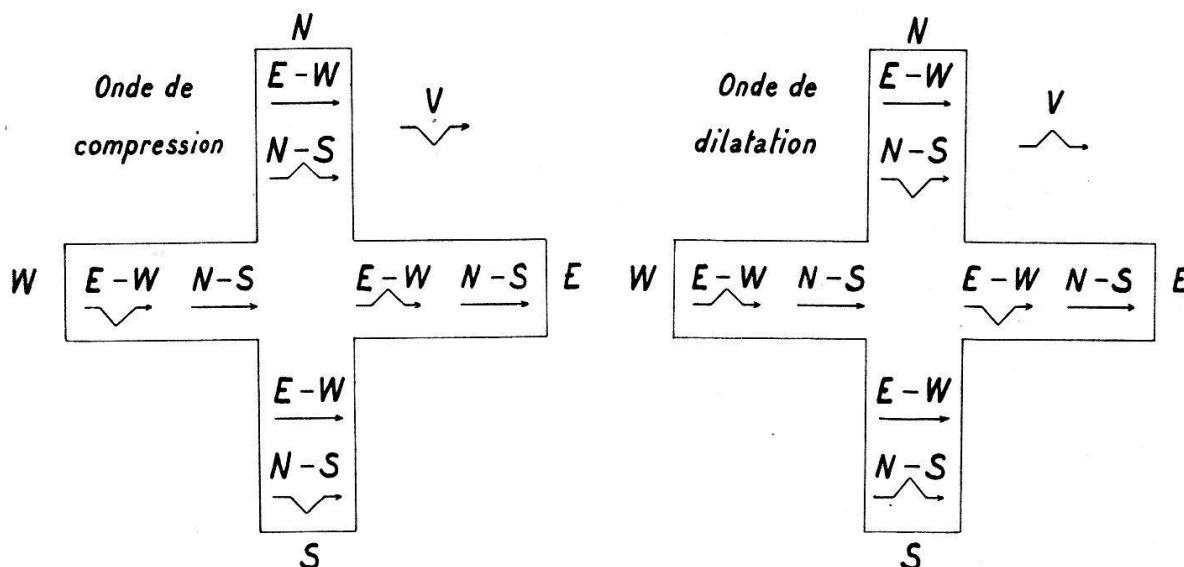 N
Onde de
compression
E-W
V
N-S
W
E-W N-S
E-W N-S
E
E-W
N-S
S
N
Onde de
dilatation
E-W
V
N-S
W
E-W N-S
E-W N-S
E
E-W
N-S
S